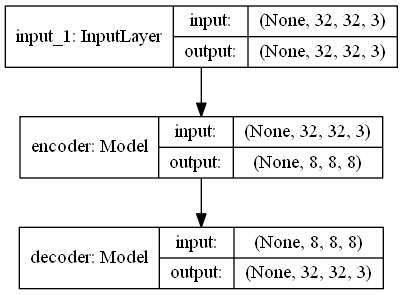 input_1: InputLayer
input: (None, 32, 32, 3)
output: (None, 32, 32, 3)
encoder: Model
input: (None, 32, 32, 3)
output: (None, 8, 8, 8)
decoder: Model
input: (None, 8, 8, 8)
output: (None, 32, 32, 3)